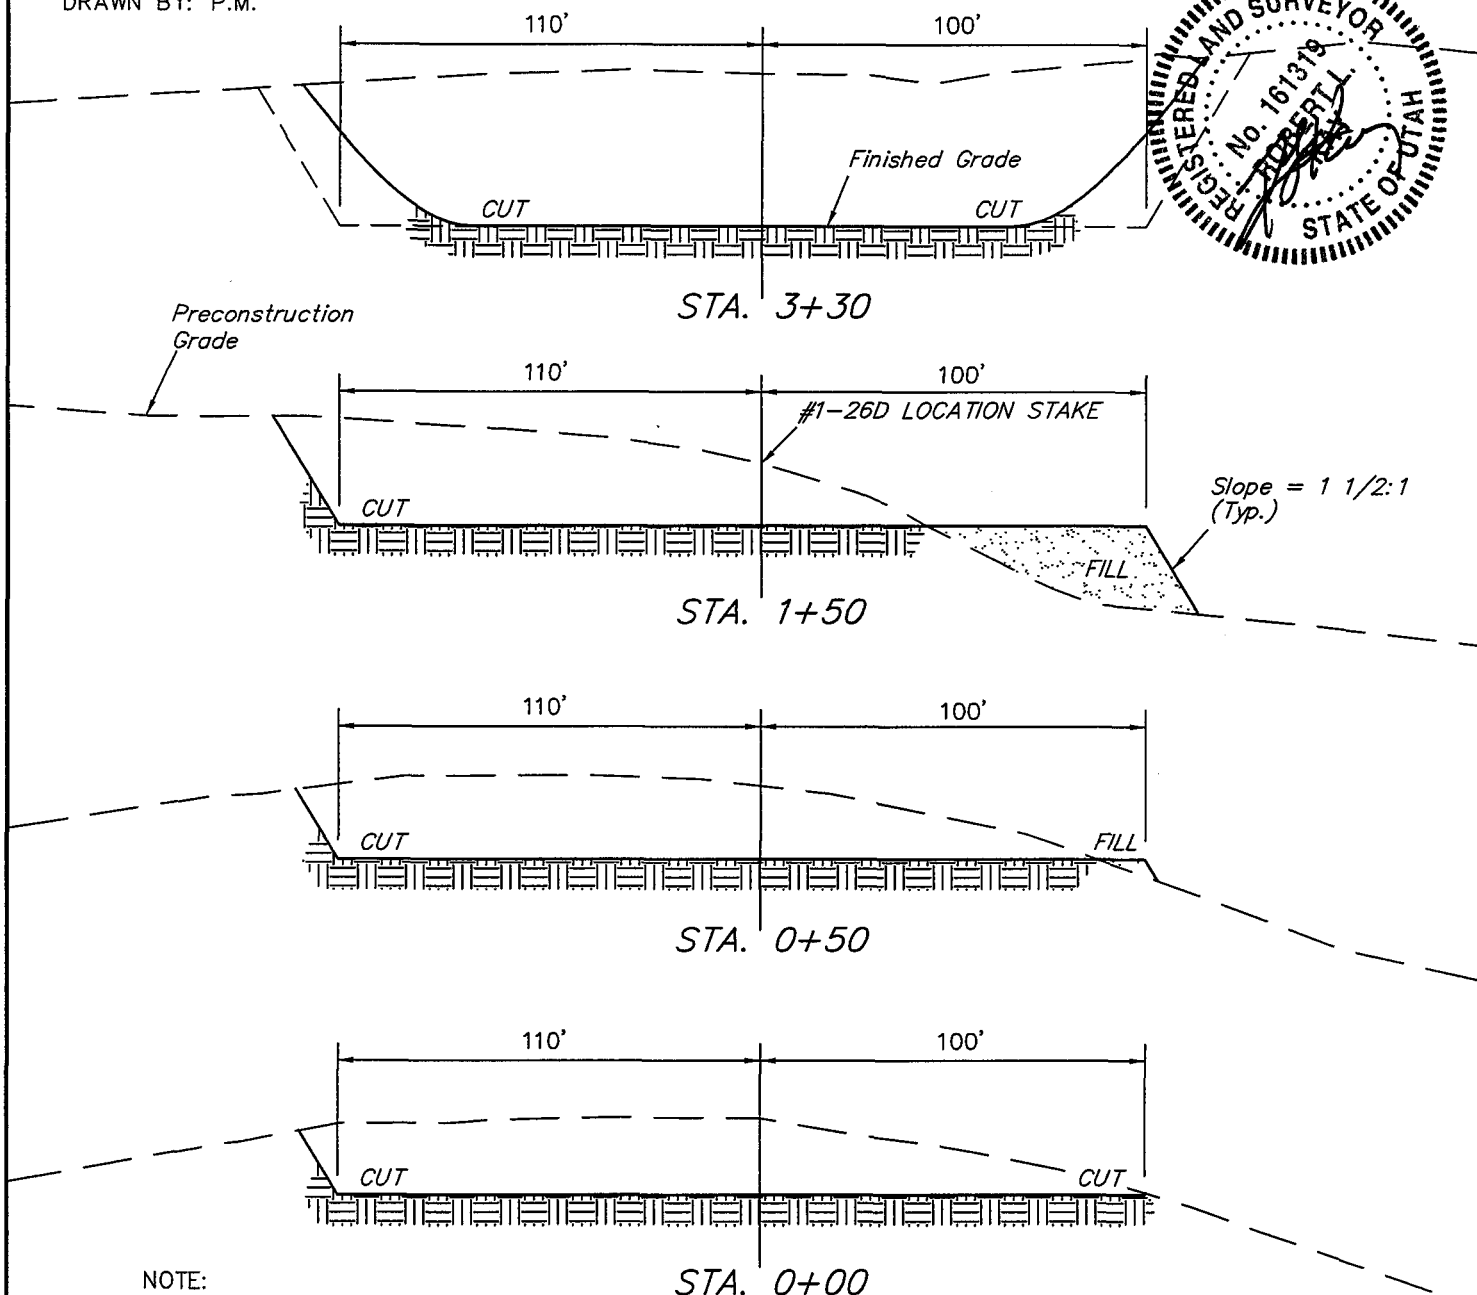 DRAWN BY: P.M.
110'
100'
REGISTERED LAND SURVEYOR
No. 161319
ROBERT L.
STATE OF UTAH
Finished Grade
CUT
CUT
STA. 3+30
Preconstruction
Grade
110'
100'
#1-26D LOCATION STAKE
Slope = 1 1/2:1
(Typ.)
CUT
FILL
STA. 1+50
110'
100'
CUT
FILL
STA. 0+50
110'
100'
CUT
CUT
NOTE:
STA. 0+00